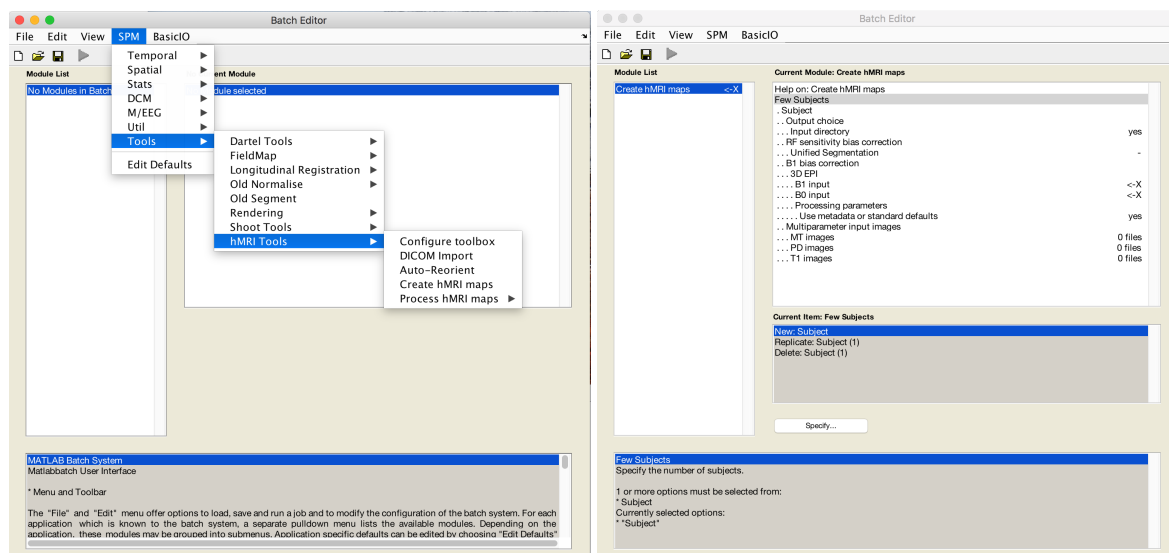 Batch Editor
File Edit View SPM BasicIO
Module List
No Modules in Batch
Temporal
Spatial
Stats
DCM
M/EEG
Util
Tools
Edit Defaults
Dartel Tools
FieldMap
Longitudinal Registration
Old Normalise
Old Segment
Rendering
Shoot Tools
hMRI Tools
Configure toolbox
DICOM Import
Auto-Reorient
Create hMRI maps
Process hMRI maps
MATLAB Batch System
Matlabbatch User Interface
* Menu and Toolbar
The "File" and "Edit" menu offer options to load, save and run a job and to modify the configuration of the batch system. For each
application which is known to the batch system, a separate pulldown menu lists the available modules. Depending on the
application, these modules may be grouped into submenus. Application specific defaults can be edited by choosing "Edit Defaults"
Batch Editor
File Edit View SPM BasicIO
Module List
Create hMRI maps <-X
Current Module: Create hMRI maps
Help on: Create hMRI maps
Few Subjects
. Subject
. . Output choice
. . . Input directory yes
. . RF sensitivity bias correction
. . . Unified Segmentation -
. . B1 bias correction
. . . 3D EPI
. . . . B1 input <-X
. . . . B0 input <-X
. . . . Processing parameters
. . . . . Use metadata or standard defaults yes
. . Multiparameter input images
. . . MT images 0 files
. . . PD images 0 files
. . . T1 images 0 files
Current Item: Few Subjects
New: Subject
Replicate: Subject (1)
Delete: Subject (1)
Specify...
Few Subjects
Specify the number of subjects.
1 or more options must be selected from:
* Subject
Currently selected options:
* "Subject"